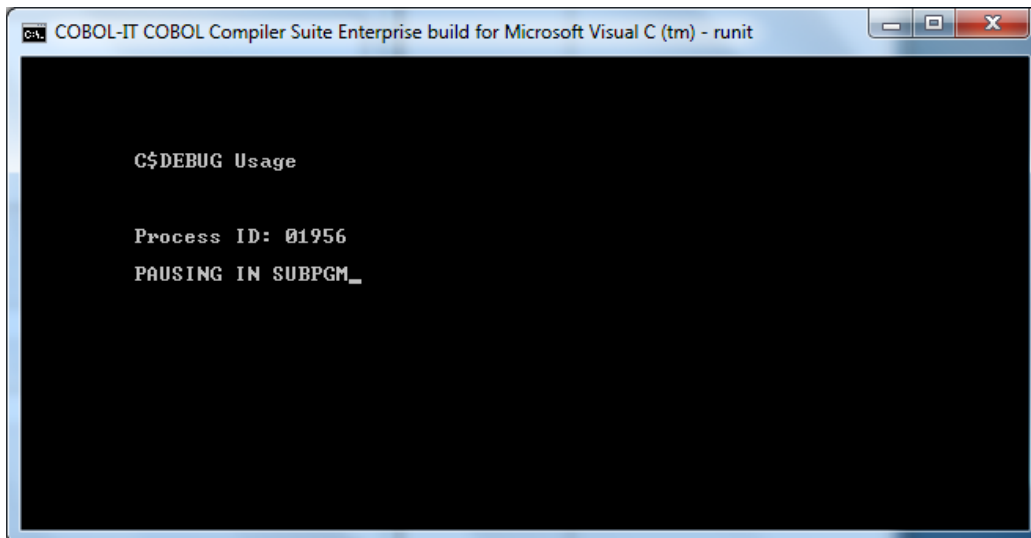 COBOL-IT COBOL Compiler Suite Enterprise build for Microsoft Visual C (tm) - runit
C$DEBUG Usage
Process ID: 01956
PAUSING IN SUBPGM_